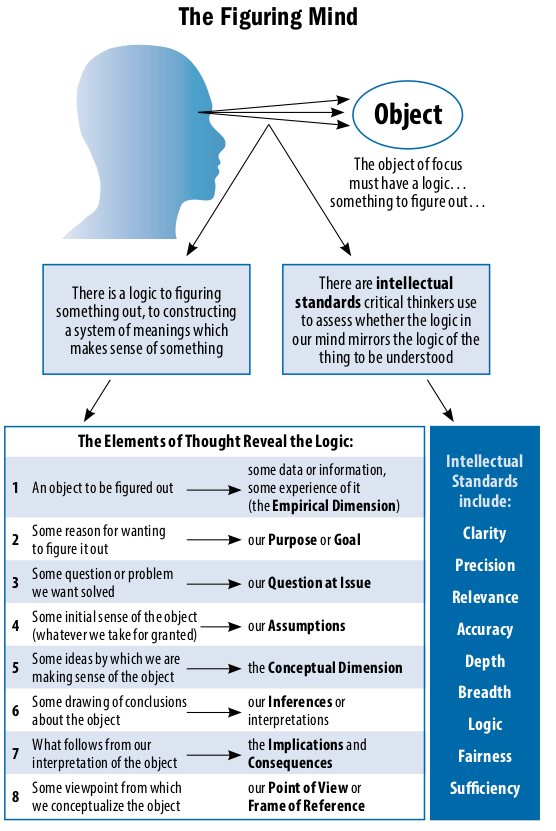 The Figuring Mind
Object
The object of focus
must have a logic…
something to figure out…
There is a logic to figuring
something out, to constructing
a system of meanings which
makes sense of something
There are intellectual
standards critical thinkers use
to assess whether the logic in
our mind mirrors the logic of the
thing to be understood
The Elements of Thought Reveal the Logic:
1 An object to be figured out
some data or information,
some experience of it
(the Empirical Dimension)
2 Some reason for wanting
to figure it out
our Purpose or Goal
3 Some question or problem
we want solved
our Question at Issue
4 Some initial sense of the object
(whatever we take for granted)
our Assumptions
5 Some ideas by which we are
making sense of the object
the Conceptual Dimension
6 Some drawing of conclusions
about the object
our Inferences or
interpretations
7 What follows from our
interpretation of the object
the Implications and
Consequences
8 Some viewpoint from which
we conceptualize the object
our Point of View or
Frame of Reference
Intellectual
Standards
include:
Clarity
Precision
Relevance
Accuracy
Depth
Breadth
Logic
Fairness
Sufficiency